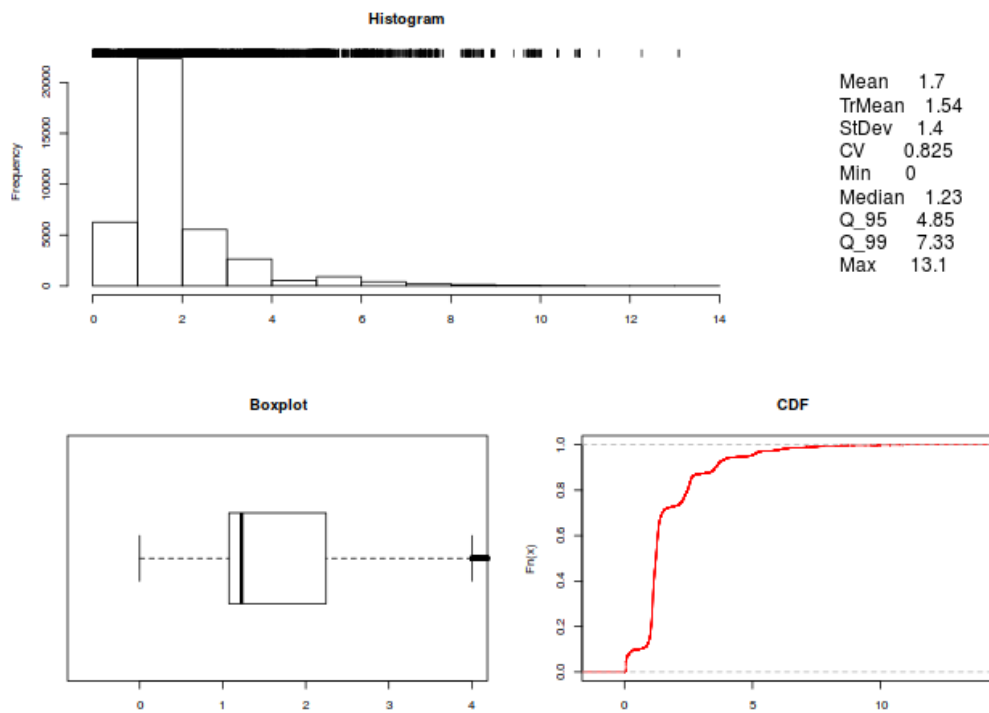 Histogram
Frequency
0 5000 10000 15000 20000
0 2 4 6 8 10 12 14
Mean 1.7
TrMean 1.54
StDev 1.4
CV 0.825
Min 0
Median 1.23
Q_95 4.85
Q_99 7.33
Max 13.1
Boxplot
0 1 2 3 4
CDF
Fn(x)
0.0 0.2 0.4 0.6 0.8 1.0
0 5 10